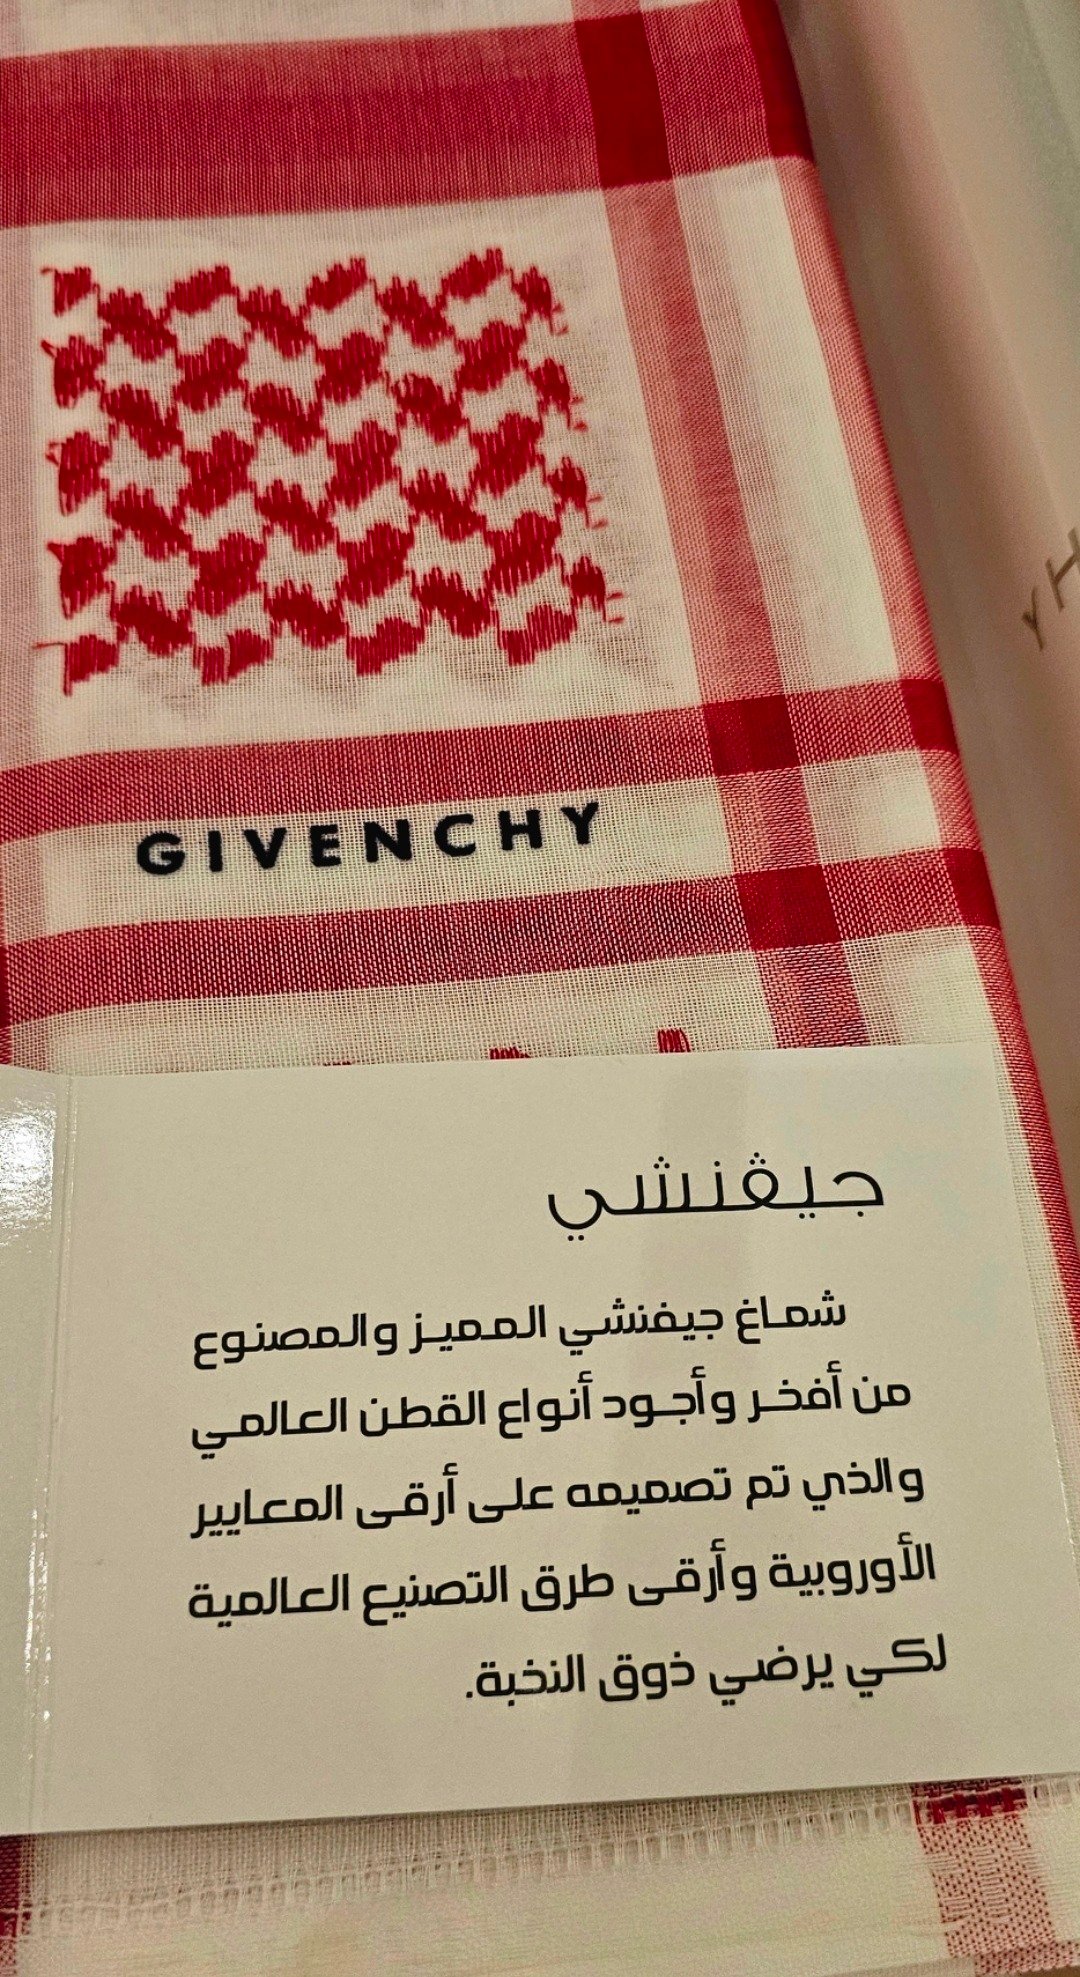 GIVENCHY
جيڤنشي
شماغ جيفنشي المميز والمصنوع
من أفخر وأجود أنواع القطن العالمي
والذي تم تصميمه على أرقى المعايير
الأوروبية وأرقى طرق التصنيع العالمية
لكي يرضي ذوق النخبة.